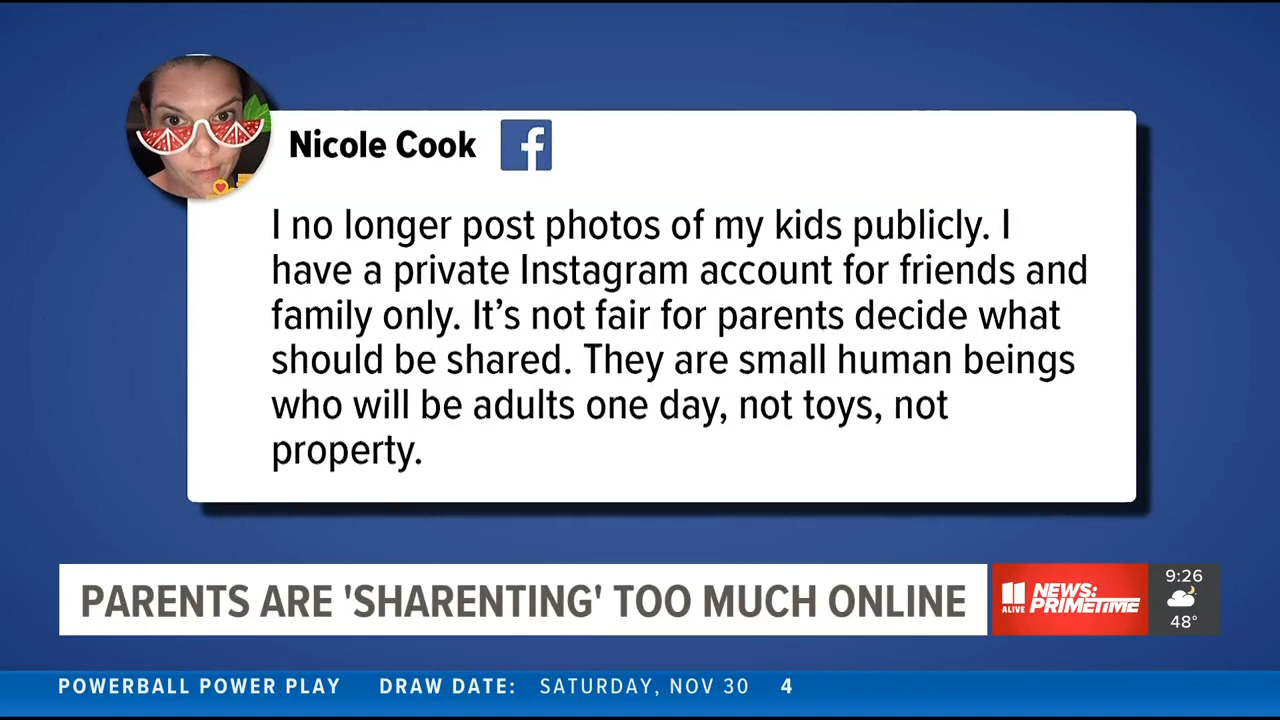 Nicole Cook f
I no longer post photos of my kids publicly. I
have a private Instagram account for friends and
family only. It’s not fair for parents decide what
should be shared. They are small human beings
who will be adults one day, not toys, not
property.
PARENTS ARE 'SHARENTING' TOO MUCH ONLINE
11 ALIVE NEWS: PRIMETIME
9:26
48°
POWERBALL POWER PLAY DRAW DATE: SATURDAY, NOV 30 4